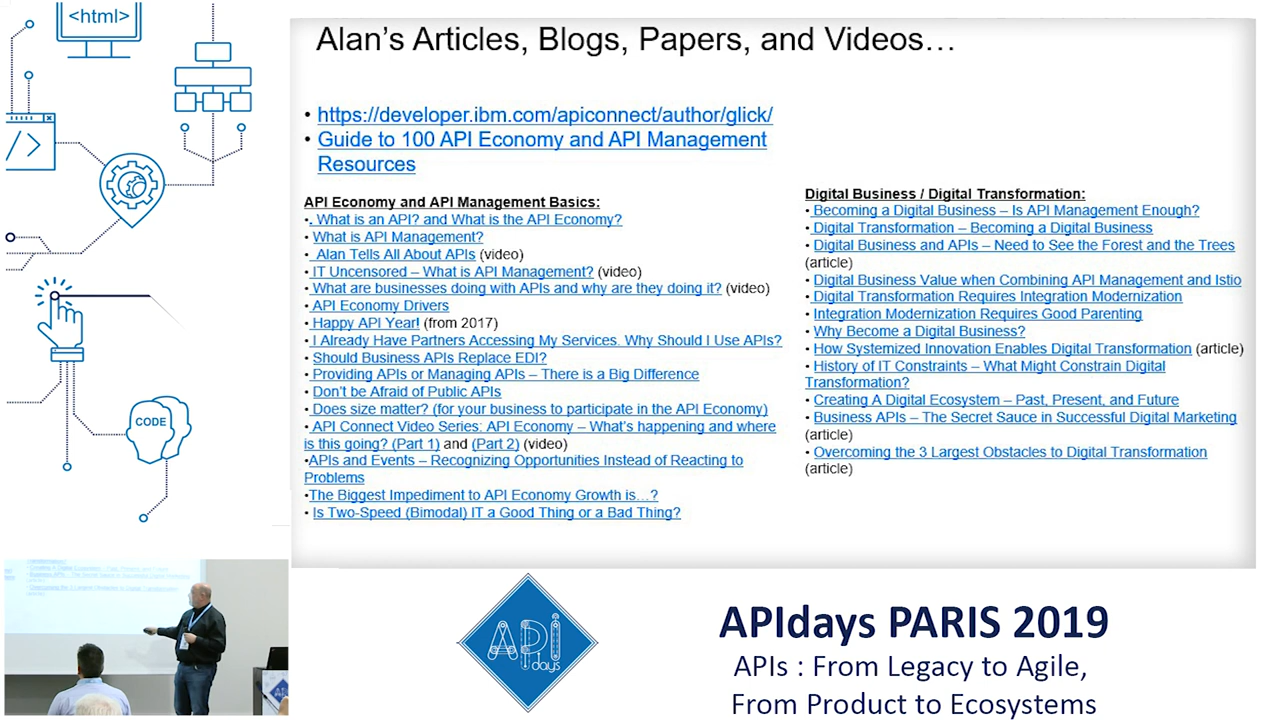 <html>
</>
CODE
Alan's Articles, Blogs, Papers, and Videos…
• https://developer.ibm.com/apiconnect/author/glick/
• Guide to 100 API Economy and API Management
Resources
API Economy and API Management Basics:
•. What is an API? and What is the API Economy?
• What is API Management?
• Alan Tells All About APIs (video)
• IT Uncensored – What is API Management? (video)
• What are businesses doing with APIs and why are they doing it? (video)
• API Economy Drivers
• Happy API Year! (from 2017)
• I Already Have Partners Accessing My Services. Why Should I Use APIs?
• Should Business APIs Replace EDI?
• Providing APIs or Managing APIs – There is a Big Difference
• Don't be Afraid of Public APIs
• Does size matter? (for your business to participate in the API Economy)
• API Connect Video Series: API Economy – What's happening and where
is this going? (Part 1) and (Part 2) (video)
•APIs and Events – Recognizing Opportunities Instead of Reacting to
Problems
•The Biggest Impediment to API Economy Growth is…?
• Is Two-Speed (Bimodal) IT a Good Thing or a Bad Thing?
Digital Business / Digital Transformation:
• Becoming a Digital Business – Is API Management Enough?
• Digital Transformation – Becoming a Digital Business
• Digital Business and APIs – Need to See the Forest and the Trees
(article)
• Digital Business Value when Combining API Management and Istio
• Digital Transformation Requires Integration Modernization
• Integration Modernization Requires Good Parenting
• Why Become a Digital Business?
• How Systemized Innovation Enables Digital Transformation (article)
• History of IT Constraints – What Might Constrain Digital
Transformation?
• Creating A Digital Ecosystem – Past, Present, and Future
• Business APIs – The Secret Sauce in Successful Digital Marketing
(article)
• Overcoming the 3 Largest Obstacles to Digital Transformation
(article)
API
days
APIdays PARIS 2019
APIs : From Legacy to Agile,
From Product to Ecosystems